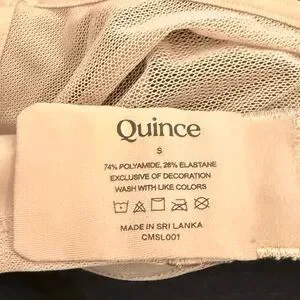 Quince
S
74% POLYAMIDE, 26% ELASTANE
EXCLUSIVE OF DECORATION
WASH WITH LIKE COLORS
MADE IN SRI LANKA
CMSL001